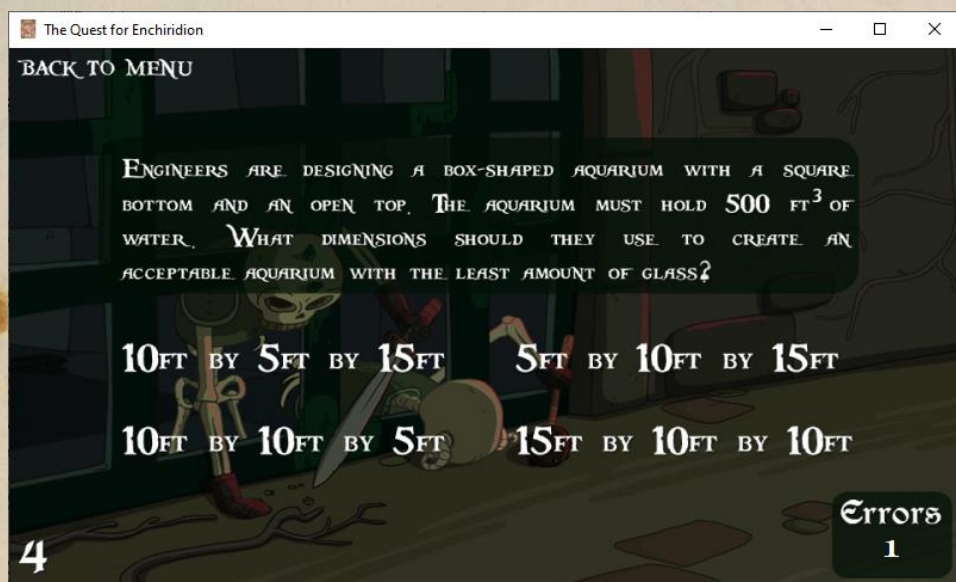 The Quest for Enchiridion
BACK TO MENU
ENGINEERS ARE DESIGNING A BOX-SHAPED AQUARIUM WITH A SQUARE
BOTTOM AND AN OPEN TOP. THE AQUARIUM MUST HOLD 500 FT³ OF
WATER. WHAT DIMENSIONS SHOULD THEY USE TO CREATE AN
ACCEPTABLE AQUARIUM WITH THE LEAST AMOUNT OF GLASS?
10FT BY 5FT BY 15FT
5FT BY 10FT BY 15FT
10FT BY 10FT BY 5FT
15FT BY 10FT BY 10FT
Errors
1
4